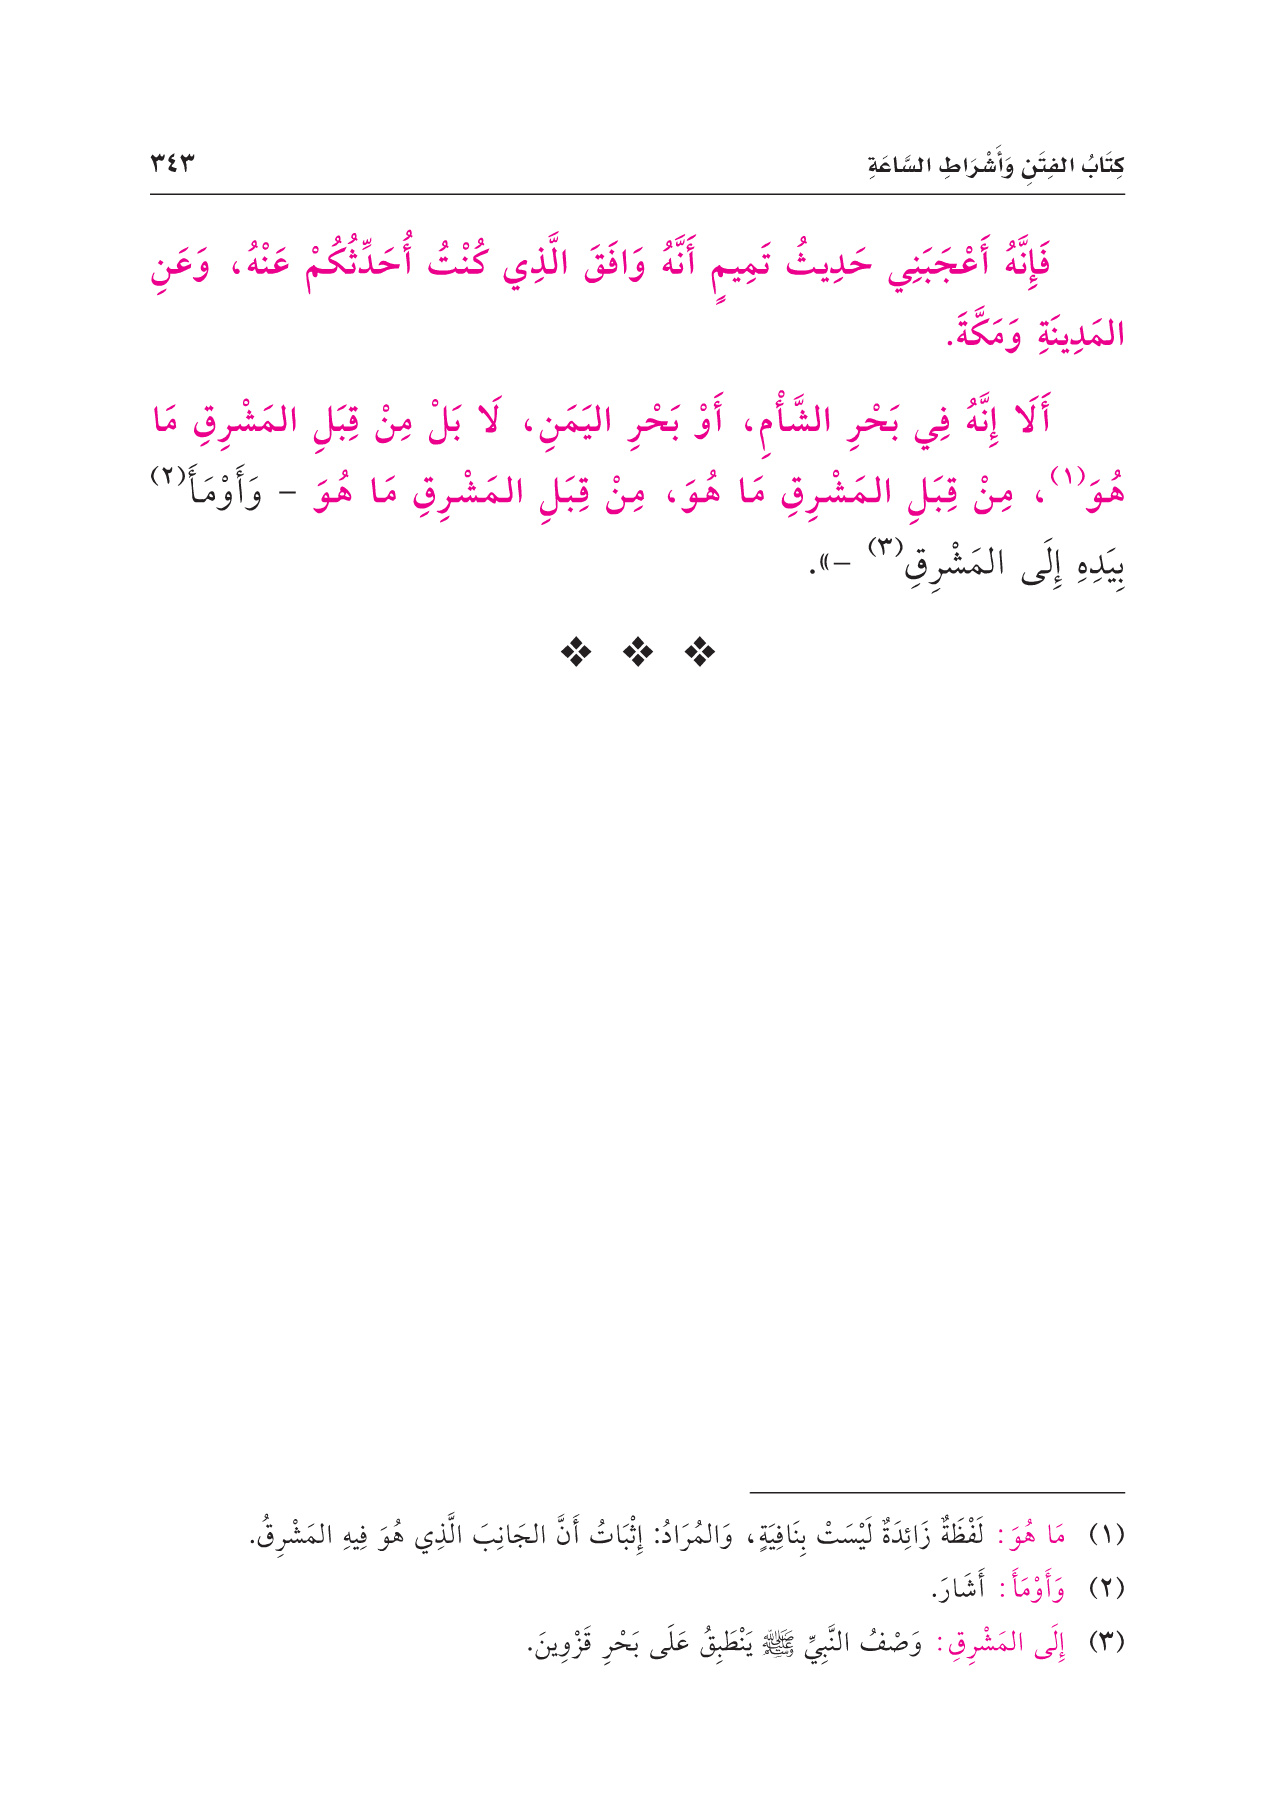 كِتَابُ الفِتَنِ وَأَشْرَاطِ السَّاعَةِ ٣٤٣
فَإِنَّهُ أَعْجَبَنِي حَدِيثُ تَمِيمٍ أَنَّهُ وَافَقَ الَّذِي كُنْتُ أُحَدِّثُكُمْ عَنْهُ، وَعَنِ
المَدِينَةِ وَمَكَّةَ.
أَلَا إِنَّهُ فِي بَحْرِ الشَّأْمِ، أَوْ بَحْرِ اليَمَنِ، لَا بَلْ مِنْ قِبَلِ المَشْرِقِ مَا
هُوَ(١)، مِنْ قِبَلِ المَشْرِقِ مَا هُوَ، مِنْ قِبَلِ المَشْرِقِ مَا هُوَ – وَأَوْمَأَ(٢)
بِيَدِهِ إِلَى المَشْرِقِ(٣) –».
(١) مَا هُوَ: لَفْظَةٌ زَائِدَةٌ لَيْسَتْ بِنَافِيَةٍ، وَالمُرَادُ: إِثْبَاتُ أَنَّ الجَانِبَ الَّذِي هُوَ فِيهِ المَشْرِقُ.
(٢) وَأَوْمَأَ: أَشَارَ.
(٣) إِلَى المَشْرِقِ: وَصْفُ النَّبِيِّ ﷺ يَنْطَبِقُ عَلَى بَحْرِ قَزْوِينَ.